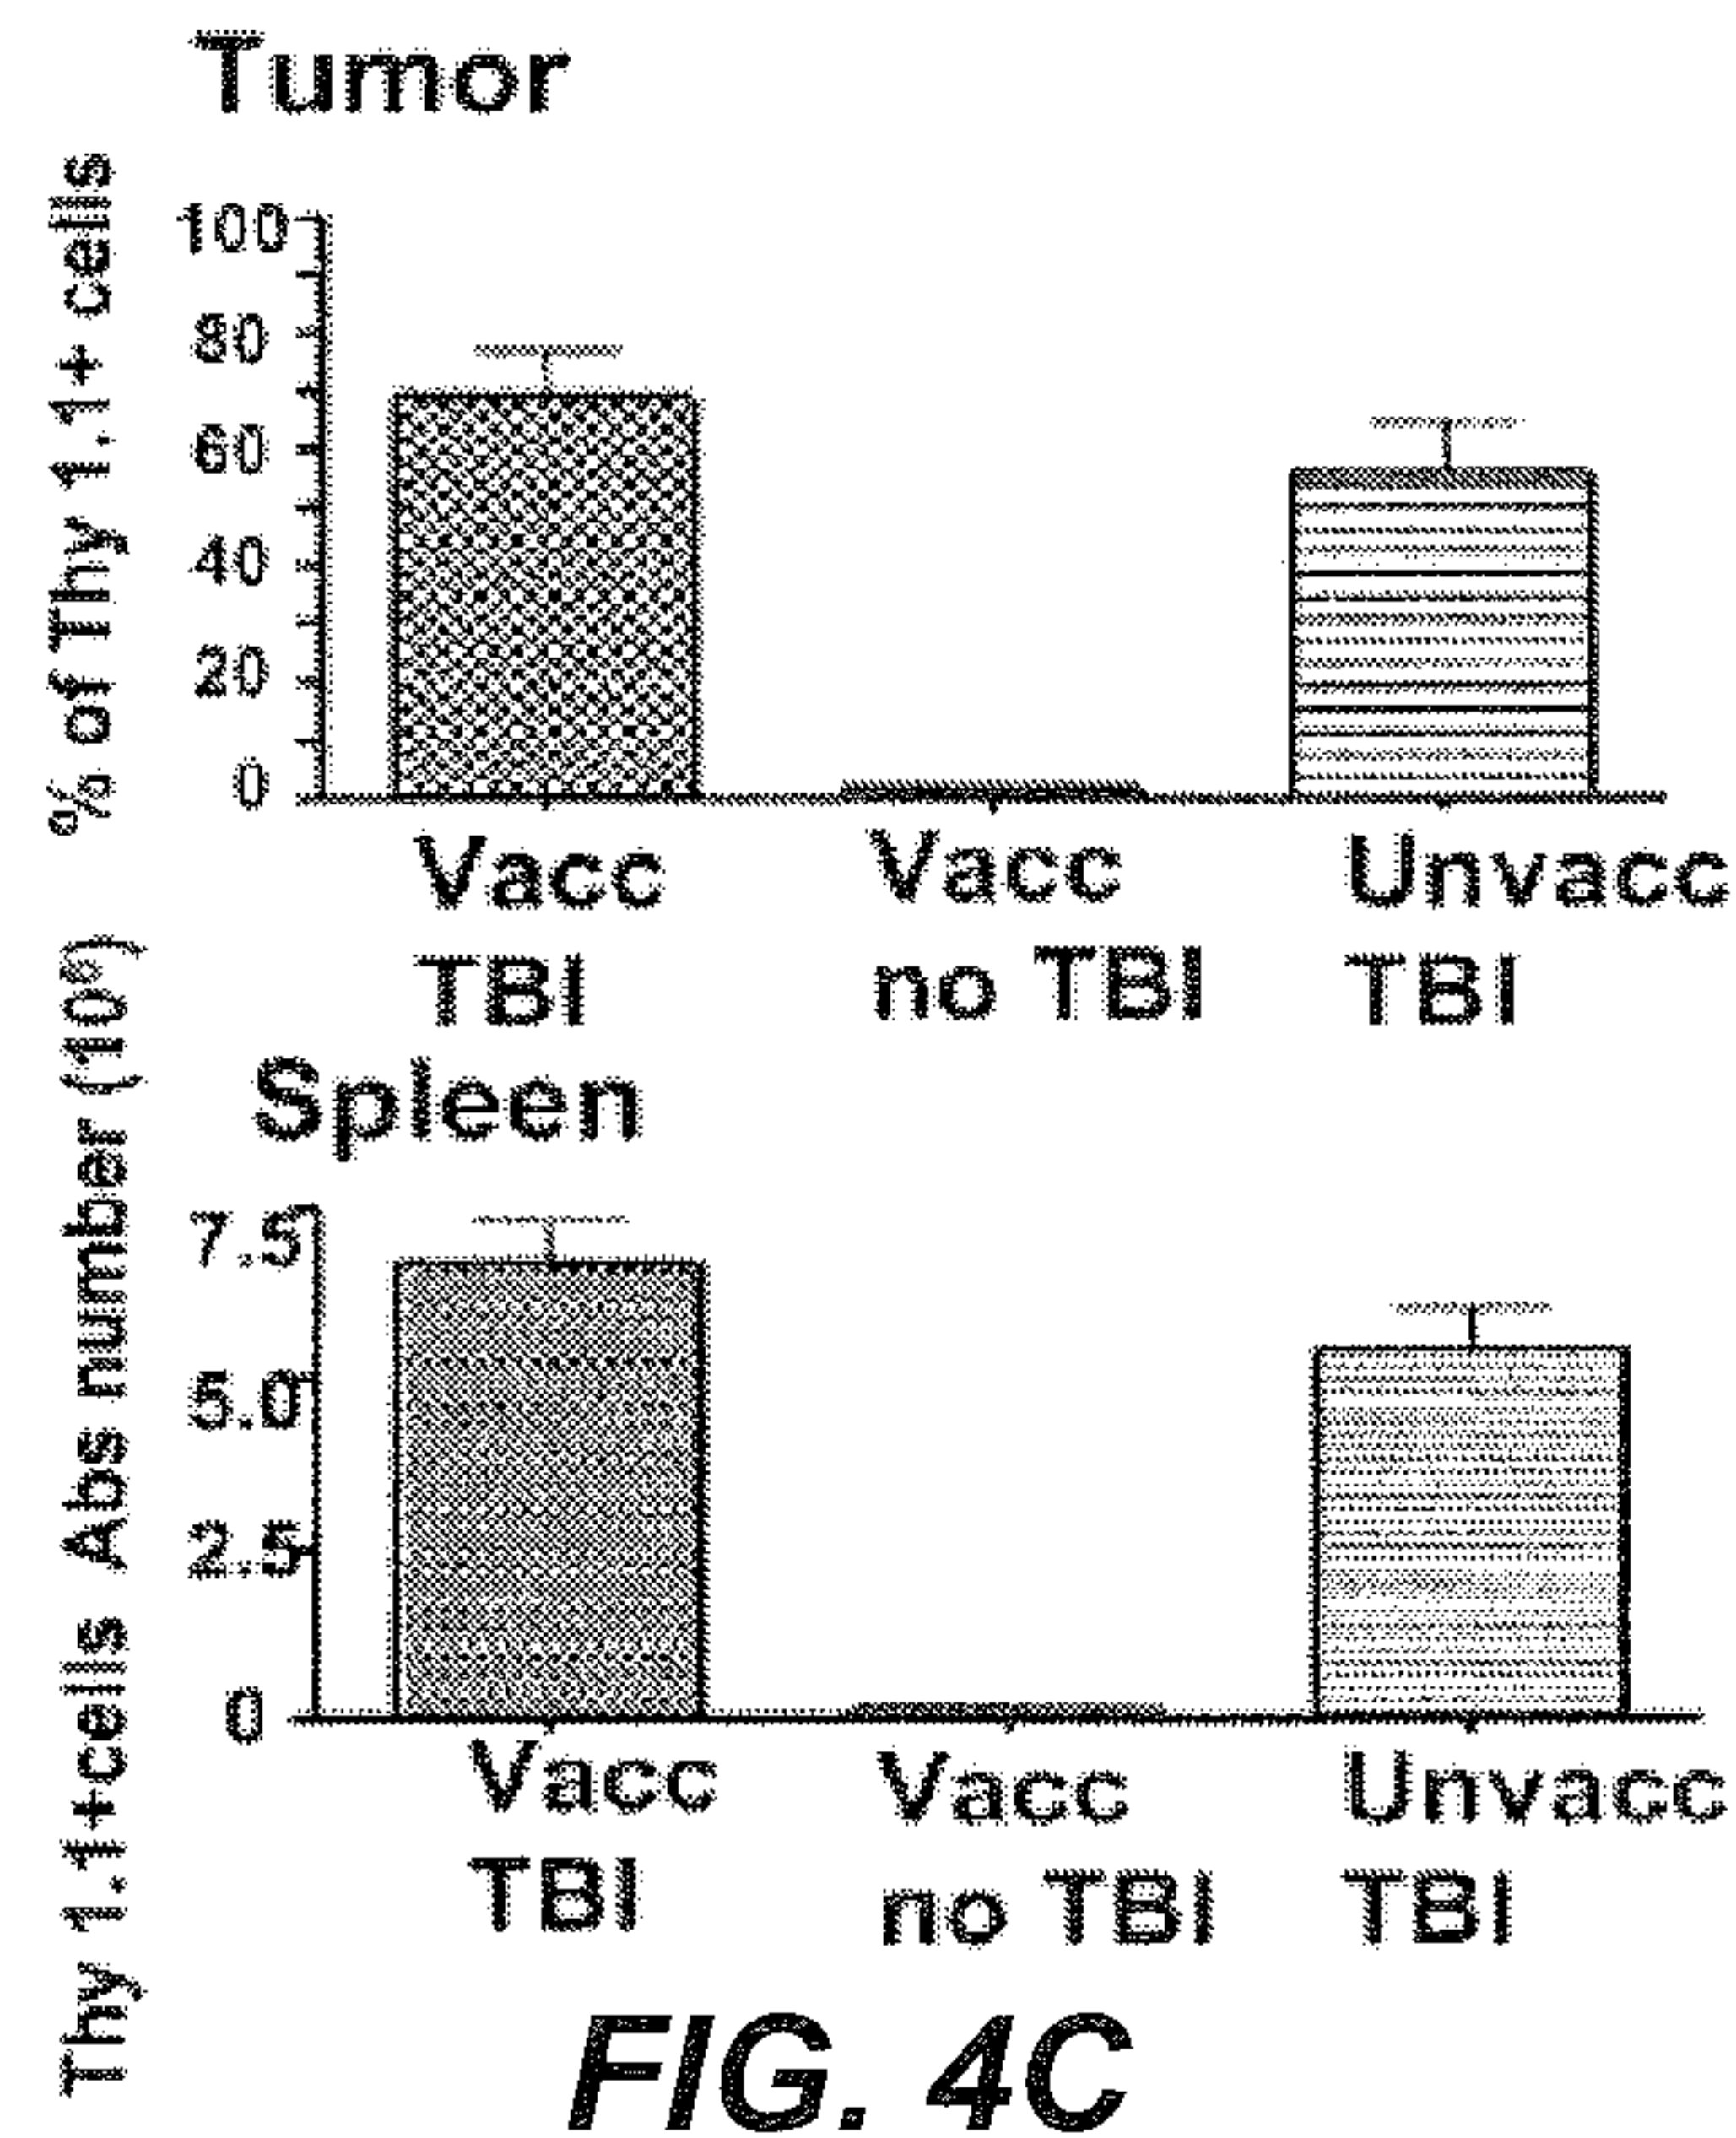 Tumor
% of Thy 1.1+ cells
100
80
60
40
20
0
Vacc
TBI
Vacc
no TBI
Unvacc
TBI
Spleen
Thy 1.1+cells Abs number (10⁶)
7.5
5.0
2.5
0
Vacc
TBI
Vacc
no TBI
Unvacc
TBI
FIG. 4C